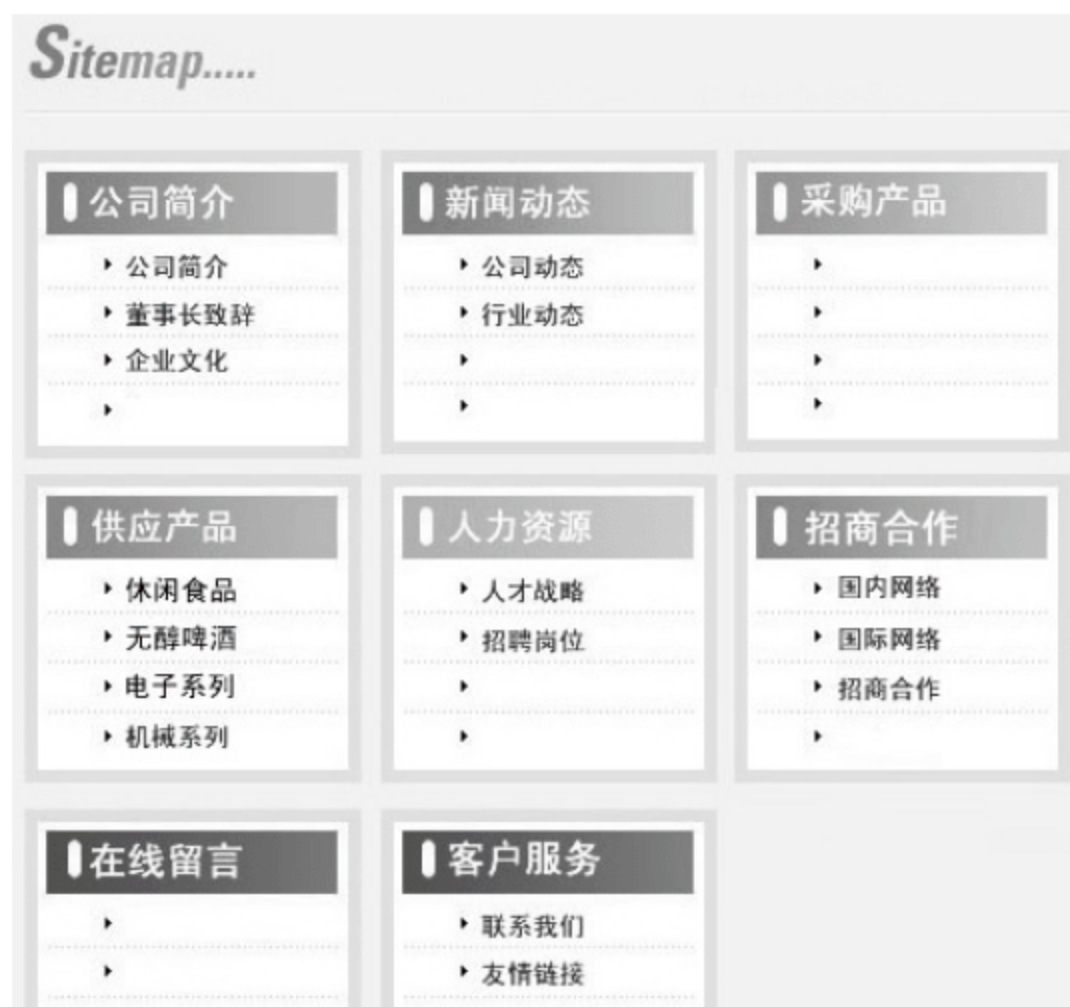 Sitemap.....
公司简介
公司简介
董事长致辞
企业文化
新闻动态
公司动态
行业动态
采购产品
供应产品
休闲食品
无醇啤酒
电子系列
机械系列
人力资源
人才战略
招聘岗位
招商合作
国内网络
国际网络
招商合作
在线留言
客户服务
联系我们
友情链接